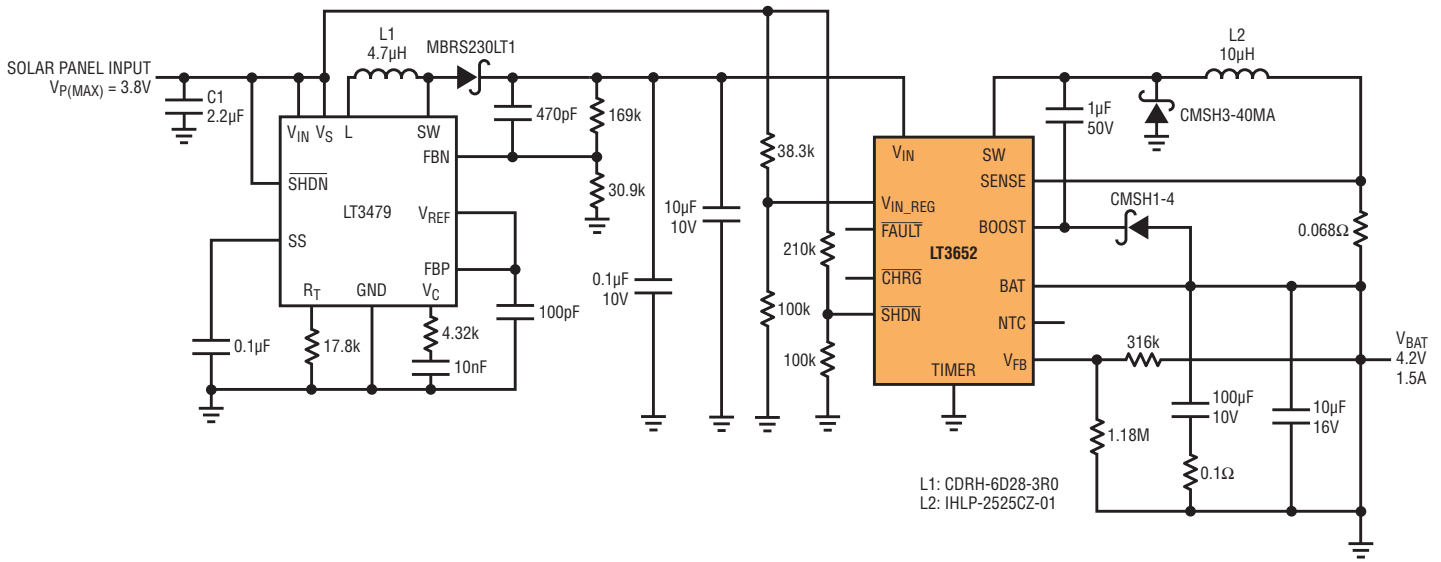 SOLAR PANEL INPUT
VP(MAX) = 3.8V
C1
2.2µF
L1
4.7µH
MBRS230LT1
470pF
169k
30.9k
VIN VS L SW
FBN
SHDN
LT3479
VREF
SS
FBP
RT GND VC
0.1µF
17.8k
4.32k
10nF
100pF
0.1µF
10V
10µF
10V
38.3k
100k
210k
100k
VIN SW
SENSE
VIN_REG
FAULT
BOOST
LT3652
CHRG
BAT
SHDN
NTC
VFB
TIMER
1µF
50V
CMSH3-40MA
L2
10µH
CMSH1-4
0.068Ω
316k
1.18M
100µF
10V
0.1Ω
10µF
16V
VBAT
4.2V
1.5A
L1: CDRH-6D28-3R0
L2: IHLP-2525CZ-01